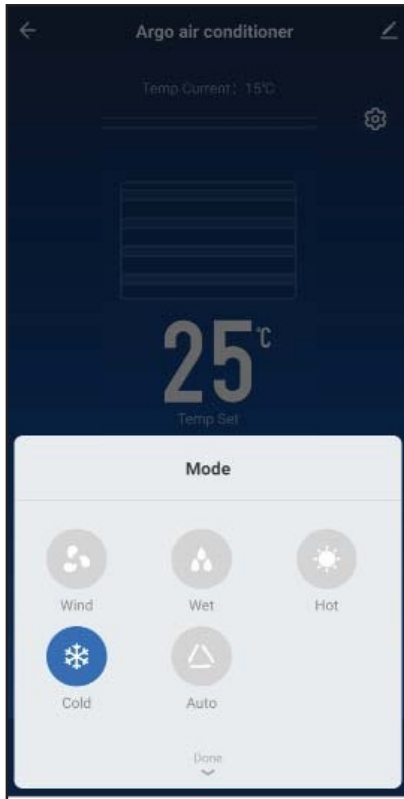 Argo air conditioner
Temp Current: 15℃
25℃
Temp Set
Mode
Wind Wet Hot
Cold Auto
Done